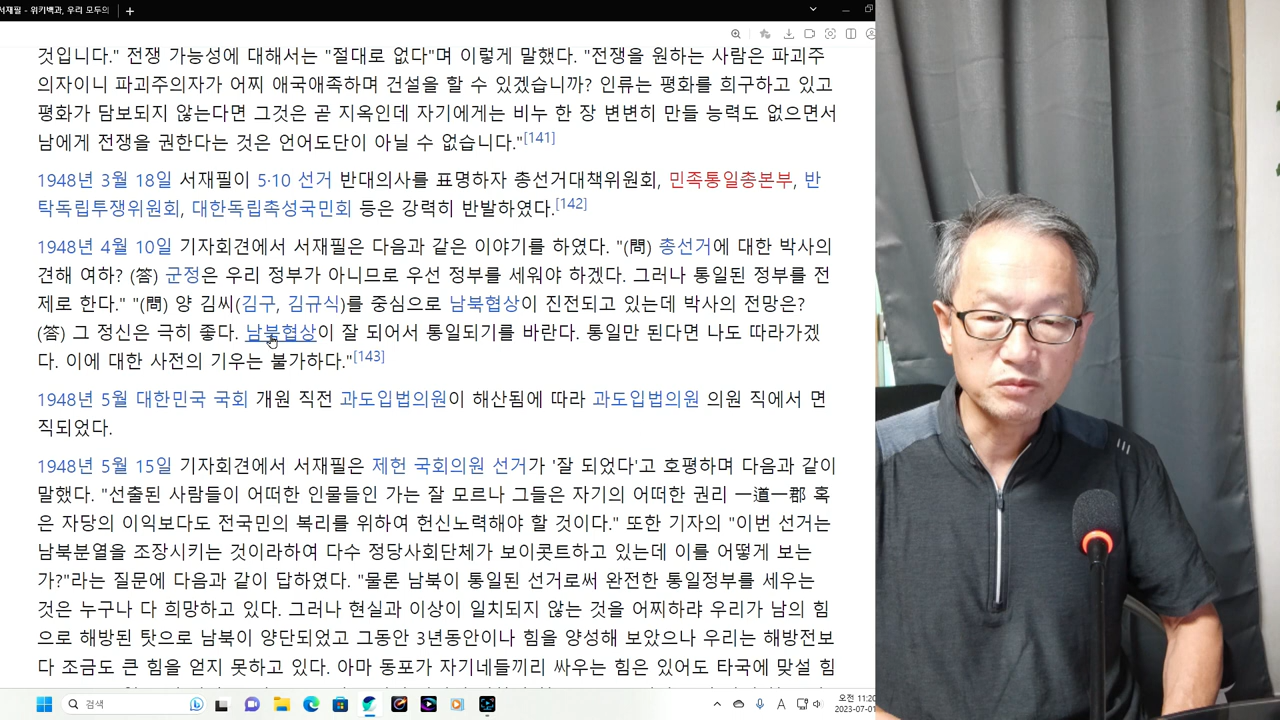 서재필 - 위키백과, 우리 모두의
것입니다." 전쟁 가능성에 대해서는 "절대로 없다"며 이렇게 말했다. "전쟁을 원하는 사람은 파괴주
의자이니 파괴주의자가 어찌 애국애족하며 건설을 할 수 있겠습니까? 인류는 평화를 희구하고 있고
평화가 담보되지 않는다면 그것은 곧 지옥인데 자기에게는 비누 한 장 변변히 만들 능력도 없으면서
남에게 전쟁을 권한다는 것은 언어도단이 아닐 수 없습니다."[141]
1948년 3월 18일 서재필이 5·10 선거 반대의사를 표명하자 총선거대책위원회, 민족통일총본부, 반
탁독립투쟁위원회, 대한독립촉성국민회 등은 강력히 반발하였다.[142]
1948년 4월 10일 기자회견에서 서재필은 다음과 같은 이야기를 하였다. "(問) 총선거에 대한 박사의
견해 여하? (答) 군정은 우리 정부가 아니므로 우선 정부를 세워야 하겠다. 그러나 통일된 정부를 전
제로 한다." "(問) 양 김씨(김구, 김규식)를 중심으로 남북협상이 진전되고 있는데 박사의 전망은?
(答) 그 정신은 극히 좋다. 남북협상이 잘 되어서 통일되기를 바란다. 통일만 된다면 나도 따라가겠
다. 이에 대한 사전의 기우는 불가하다."[143]
1948년 5월 대한민국 국회 개원 직전 과도입법의원이 해산됨에 따라 과도입법의원 의원 직에서 면
직되었다.
1948년 5월 15일 기자회견에서 서재필은 제헌 국회의원 선거가 '잘 되었다'고 호평하며 다음과 같이
말했다. "선출된 사람들이 어떠한 인물들인 가는 잘 모르나 그들은 자기의 어떠한 권리 一道一郡 혹
은 자당의 이익보다도 전국민의 복리를 위하여 헌신노력해야 할 것이다." 또한 기자의 "이번 선거는
남북분열을 조장시키는 것이라하여 다수 정당사회단체가 보이콧트하고 있는데 이를 어떻게 보는
가?"라는 질문에 다음과 같이 답하였다. "물론 남북이 통일된 선거로써 완전한 통일정부를 세우는
것은 누구나 다 희망하고 있다. 그러나 현실과 이상이 일치되지 않는 것을 어찌하랴 우리가 남의 힘
으로 해방된 탓으로 남북이 양단되었고 그동안 3년동안이나 힘을 양성해 보았으나 우리는 해방전보
다 조금도 큰 힘을 얻지 못하고 있다. 아마 동포가 자기네들끼리 싸우는 힘은 있어도 타국에 맞설 힘
검색
A
오전 11:20
2023-07-01